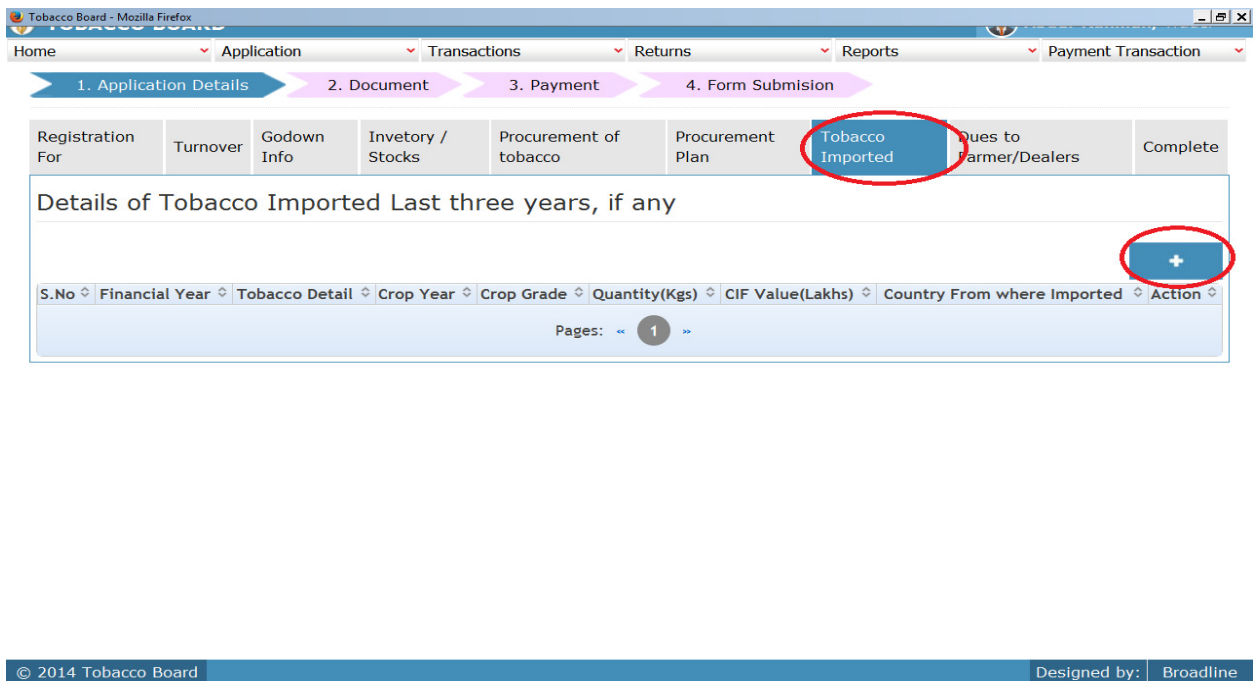 Tobacco Board - Mozilla Firefox
TOBACCO BOARD
Home Application Transactions Returns Reports Payment Transaction
1. Application Details 2. Document 3. Payment 4. Form Submision
Registration For Turnover Godown Info Invetory / Stocks Procurement of tobacco Procurement Plan Tobacco Imported Dues to Farmer/Dealers Complete
Details of Tobacco Imported Last three years, if any
S.No Financial Year Tobacco Detail Crop Year Crop Grade Quantity(Kgs) CIF Value(Lakhs) Country From where Imported Action
Pages: « 1 »
© 2014 Tobacco Board Designed by: Broadline